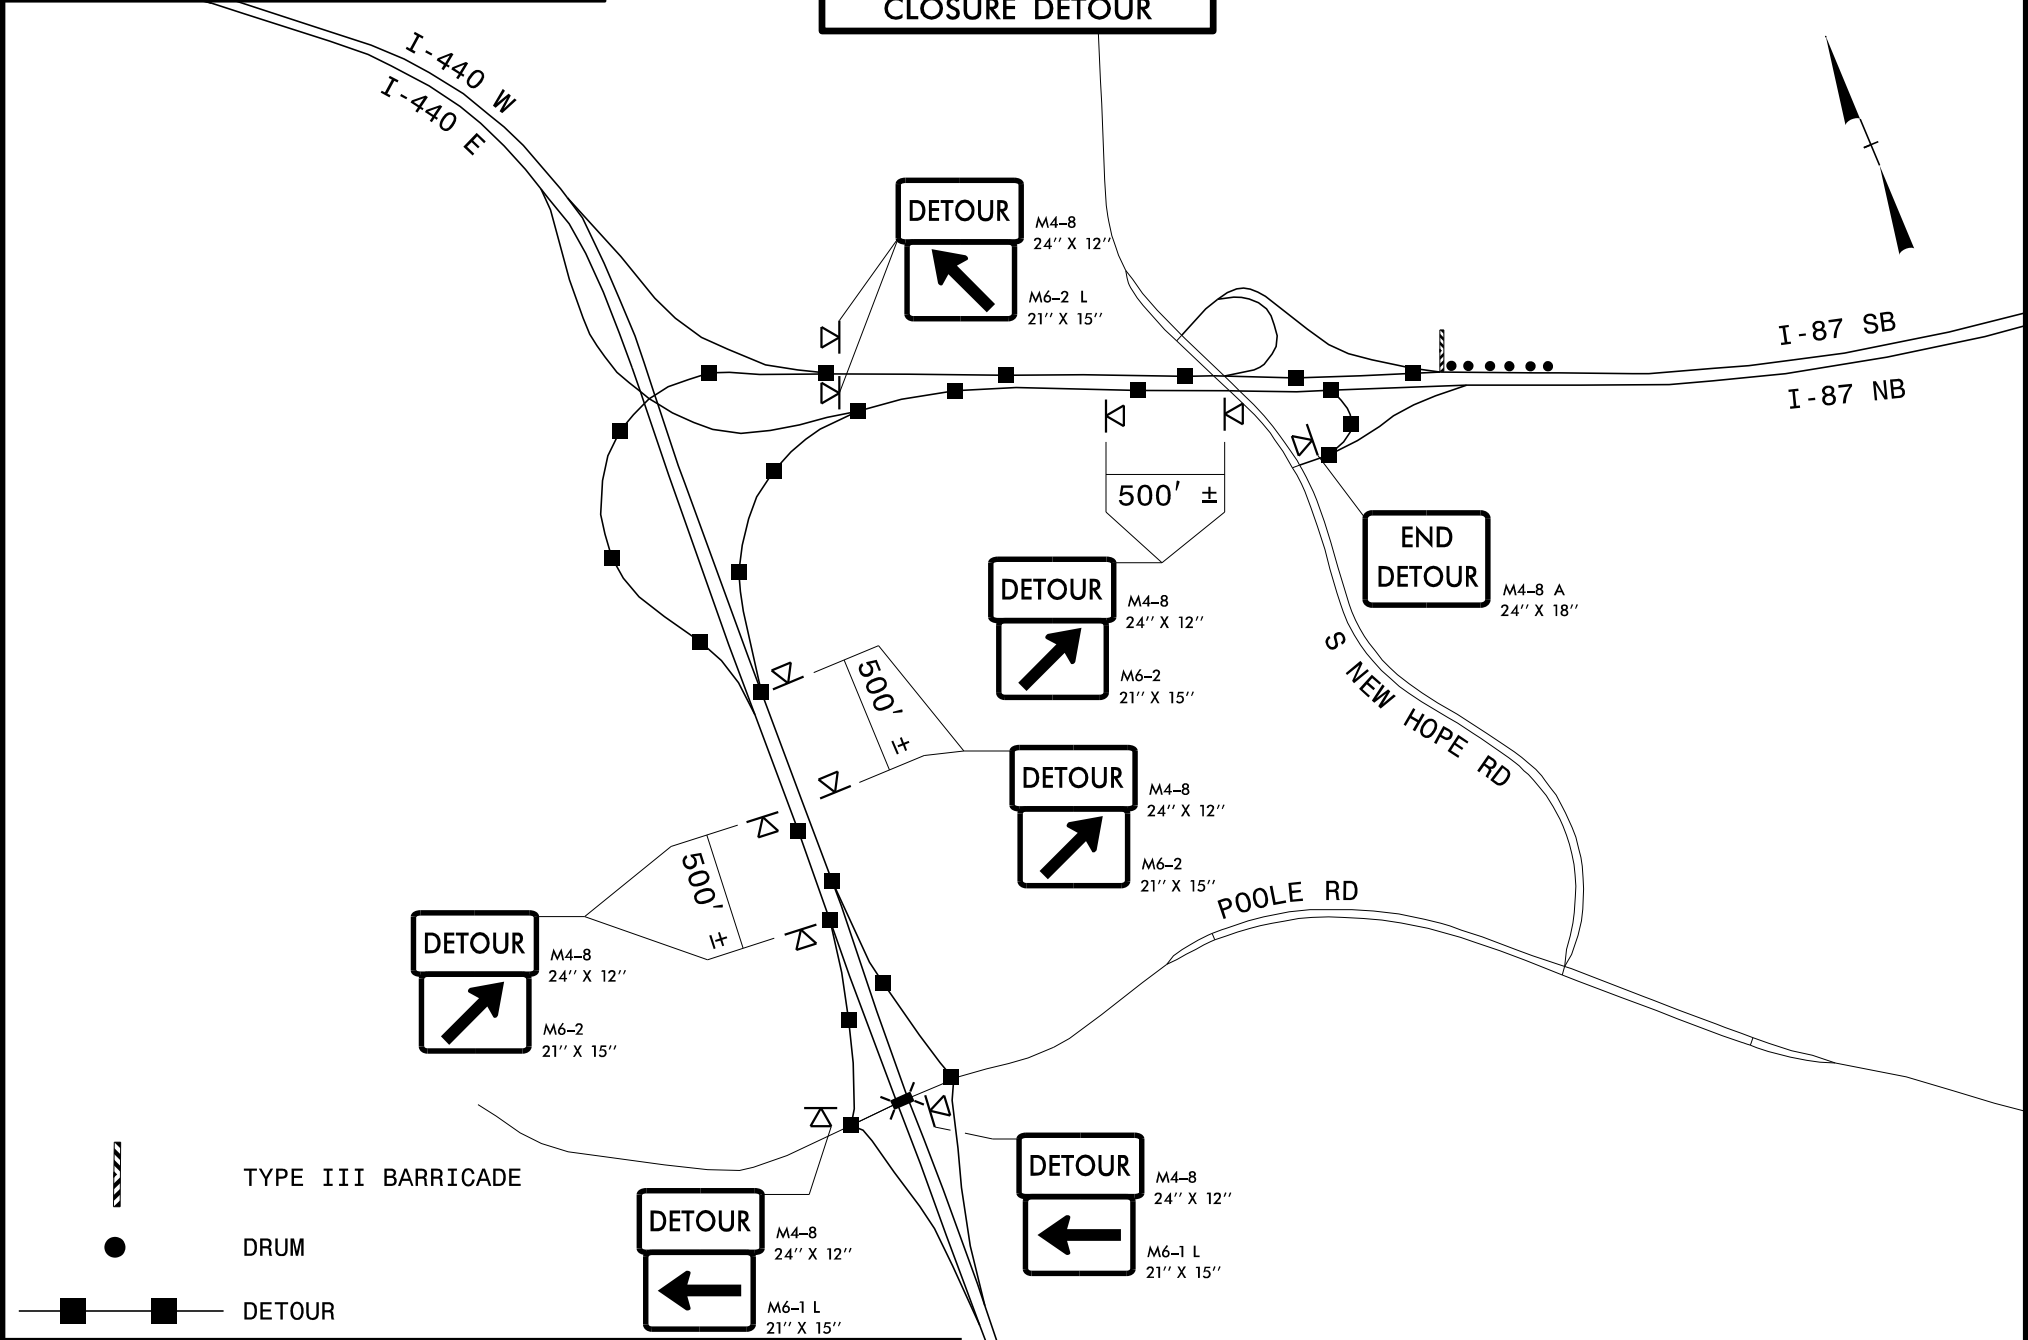 CLOSURE DETOUR
I-440 W
I-440 E
DETOUR
M4-8
24'' X 12''
M6-2 L
21'' X 15''
I-87 SB
I-87 NB
500' ±
END
DETOUR
M4-8 A
24'' X 18''
DETOUR
M4-8
24'' X 12''
M6-2
21'' X 15''
S NEW HOPE RD
500' ±
DETOUR
M4-8
24'' X 12''
M6-2
21'' X 15''
500' ±
POOLE RD
DETOUR
M4-8
24'' X 12''
M6-2
21'' X 15''
DETOUR
M4-8
24'' X 12''
M6-1 L
21'' X 15''
DETOUR
M4-8
24'' X 12''
M6-1 L
21'' X 15''
TYPE III BARRICADE
DRUM
DETOUR